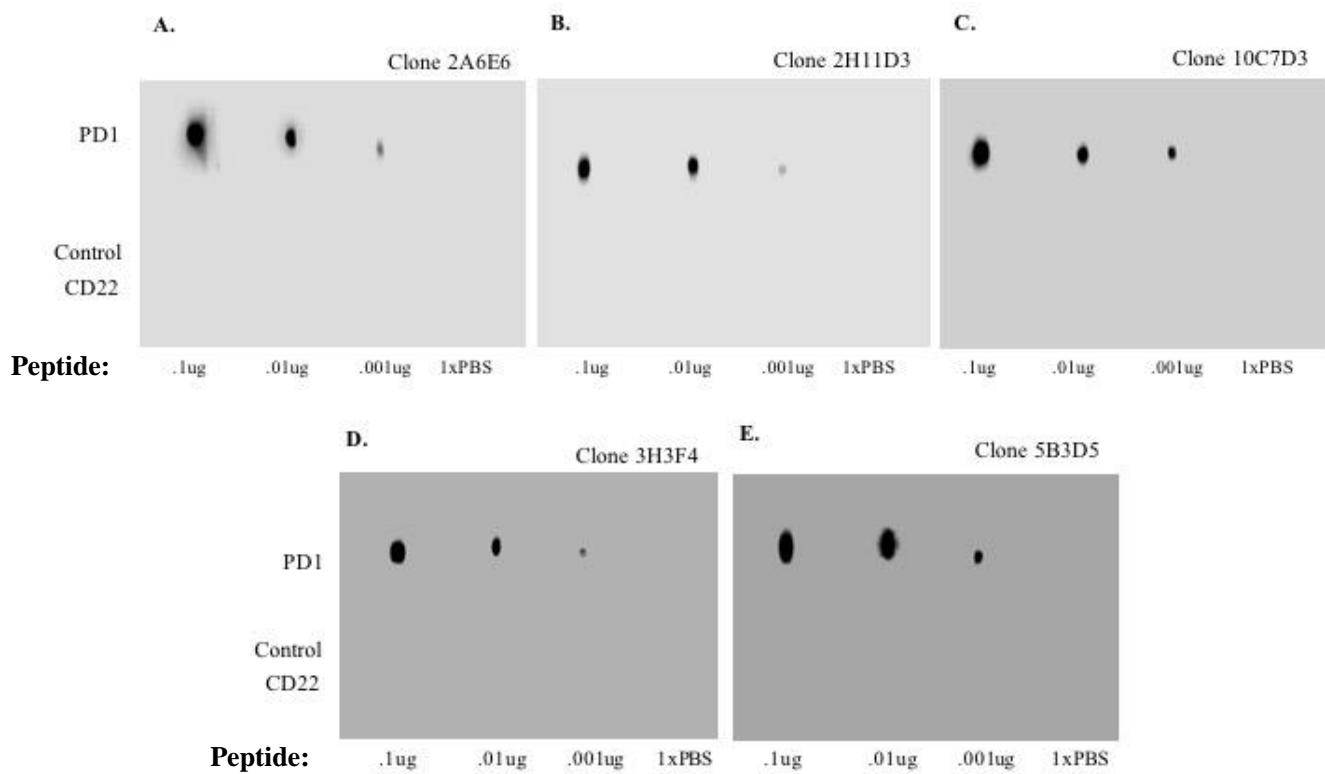 A.
B.
C.
Clone 2A6E6
Clone 2H11D3
Clone 10C7D3
PD1
Control
CD22
Peptide:
.1ug .01ug .001ug 1xPBS
.1ug .01ug .001ug 1xPBS
.1ug .01ug .001ug 1xPBS
D.
E.
Clone 3H3F4
Clone 5B3D5
PD1
Control
CD22
Peptide:
.1ug .01ug .001ug 1xPBS
.1ug .01ug .001ug 1xPBS